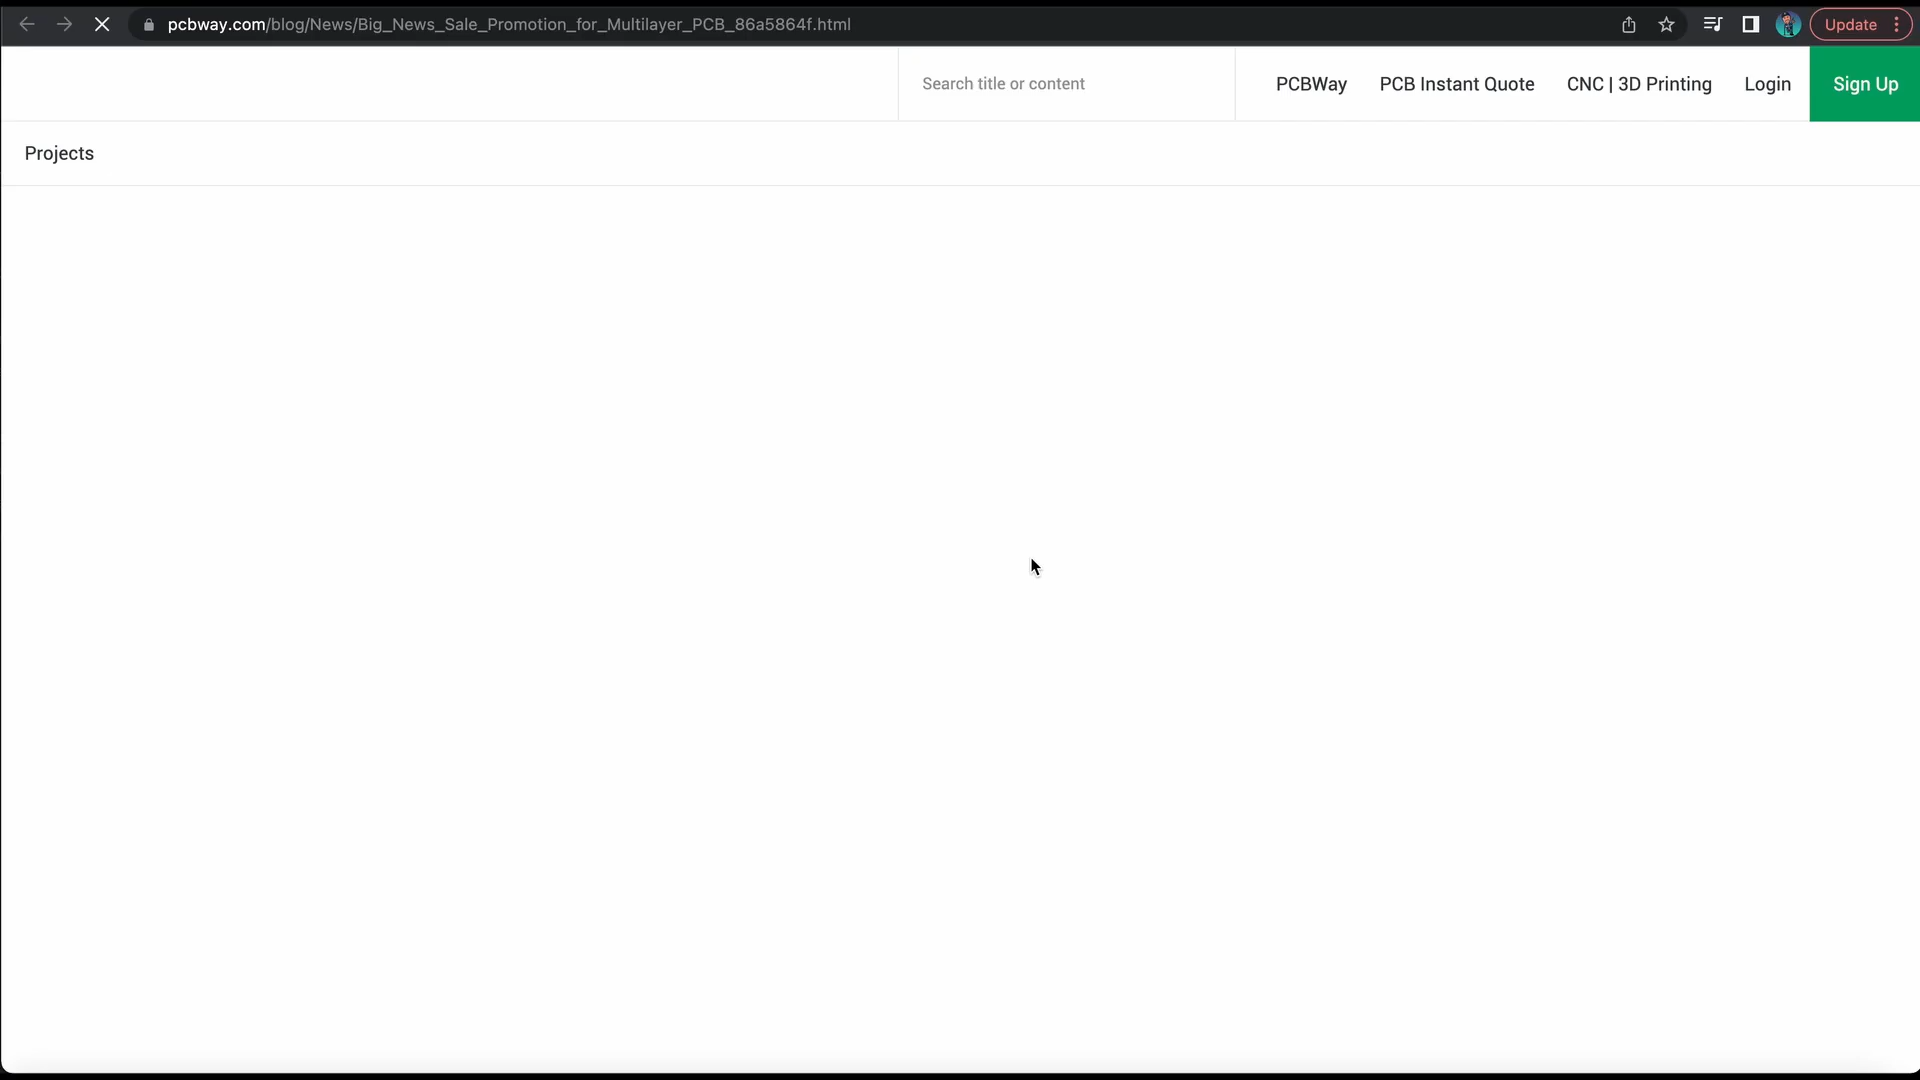 pcbway.com/blog/News/Big_News_Sale_Promotion_for_Multilayer_PCB_86a5864f.html
Update
Search title or content
PCBWay
PCB Instant Quote
CNC | 3D Printing
Login
Sign Up
Projects